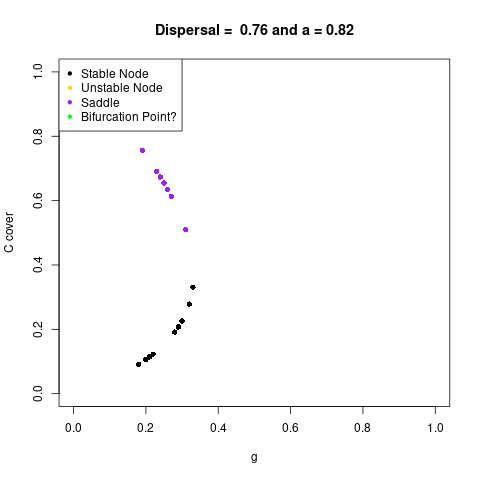 Dispersal =  0.76 and a = 0.82
Stable Node
Unstable Node
Saddle
Bifurcation Point?
C cover
1.0
0.8
0.6
0.4
0.2
0.0
0.0 0.2 0.4 0.6 0.8 1.0
g